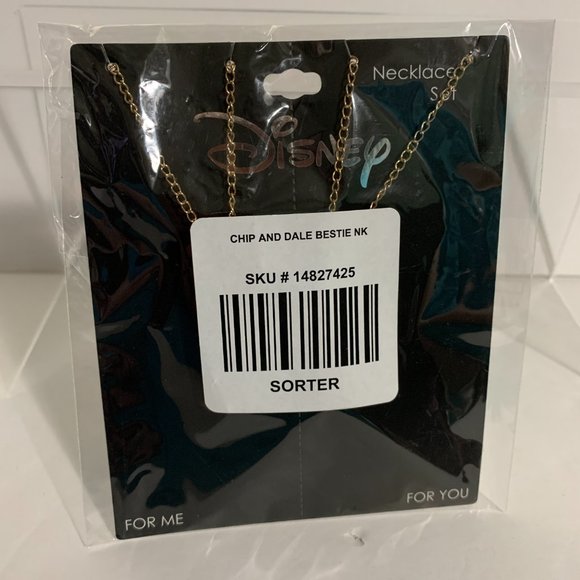 Necklace
Set
Disney
CHIP AND DALE BESTIE NK
SKU # 14827425
SORTER
FOR ME
FOR YOU